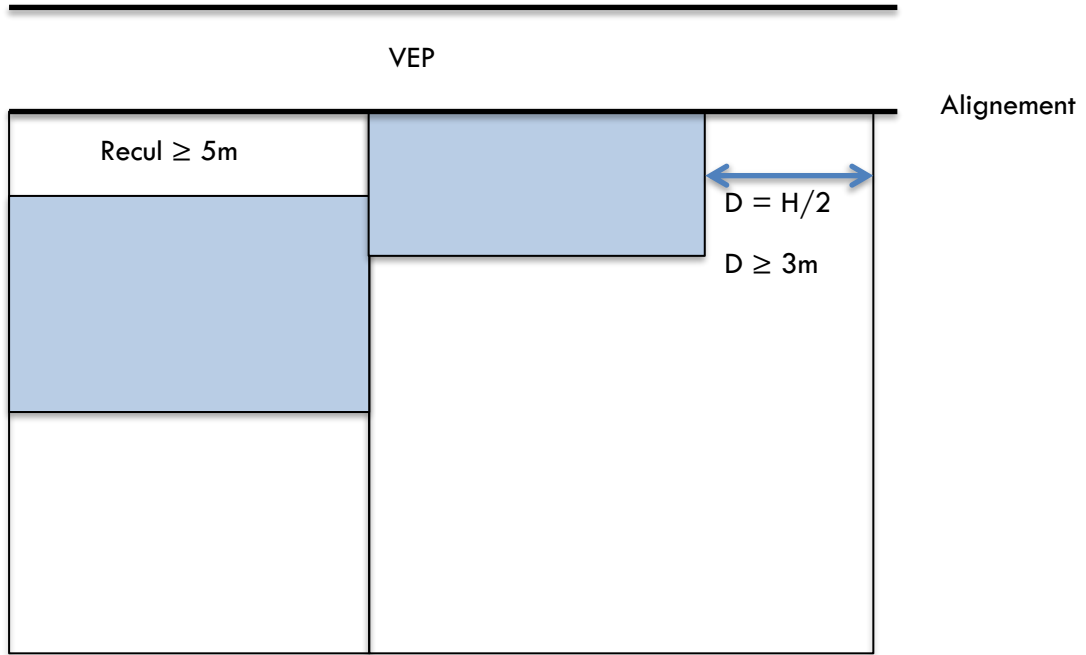 VEP
Alignement
Recul ≥ 5m
D = H/2
D ≥ 3m